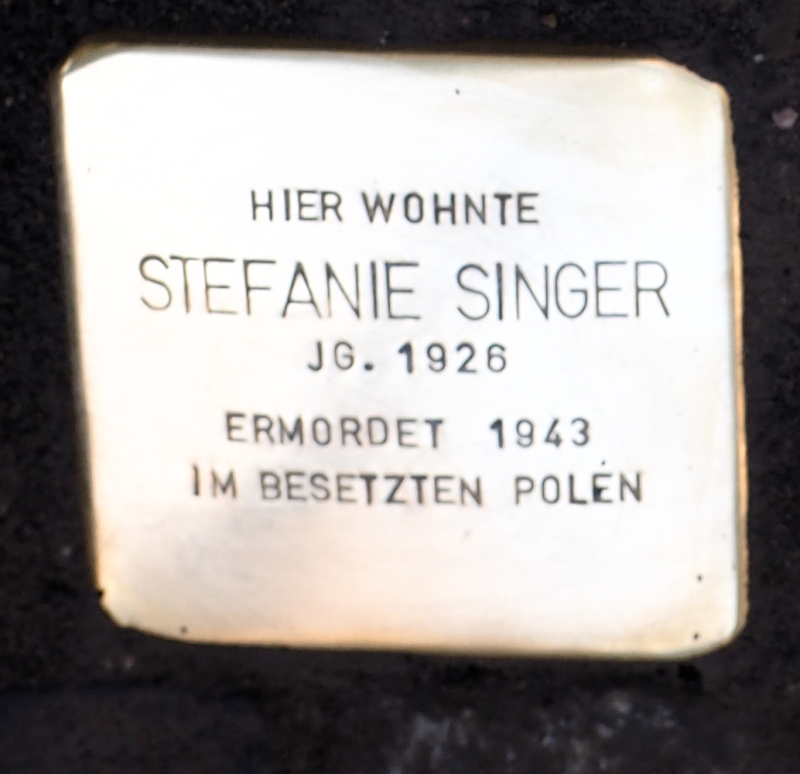 HIER WOHNTE
STEFANIE SINGER
JG. 1926
ERMORDET 1943
IM BESETZTEN POLEN